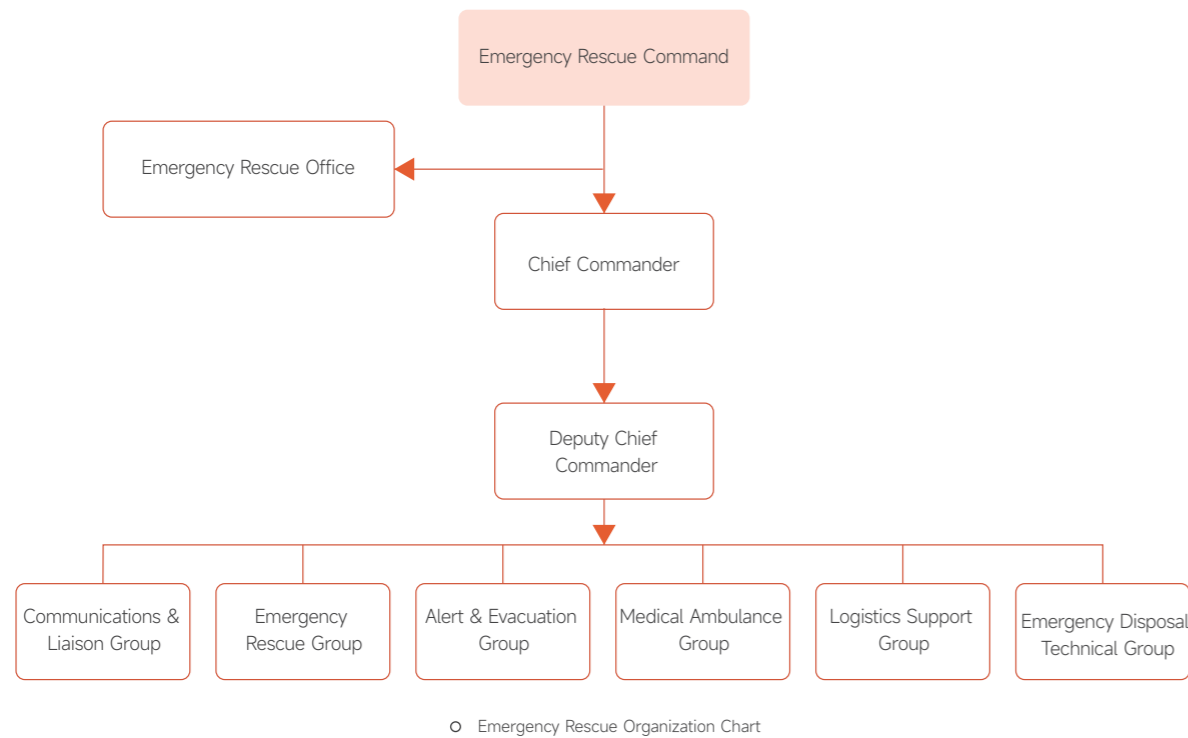 Emergency Rescue Command
Emergency Rescue Office
Chief Commander
Deputy Chief
Commander
Communications &
Liaison Group
Emergency
Rescue Group
Alert & Evacuation
Group
Medical Ambulance
Group
Logistics Support
Group
Emergency Disposal
Technical Group
Emergency Rescue Organization Chart